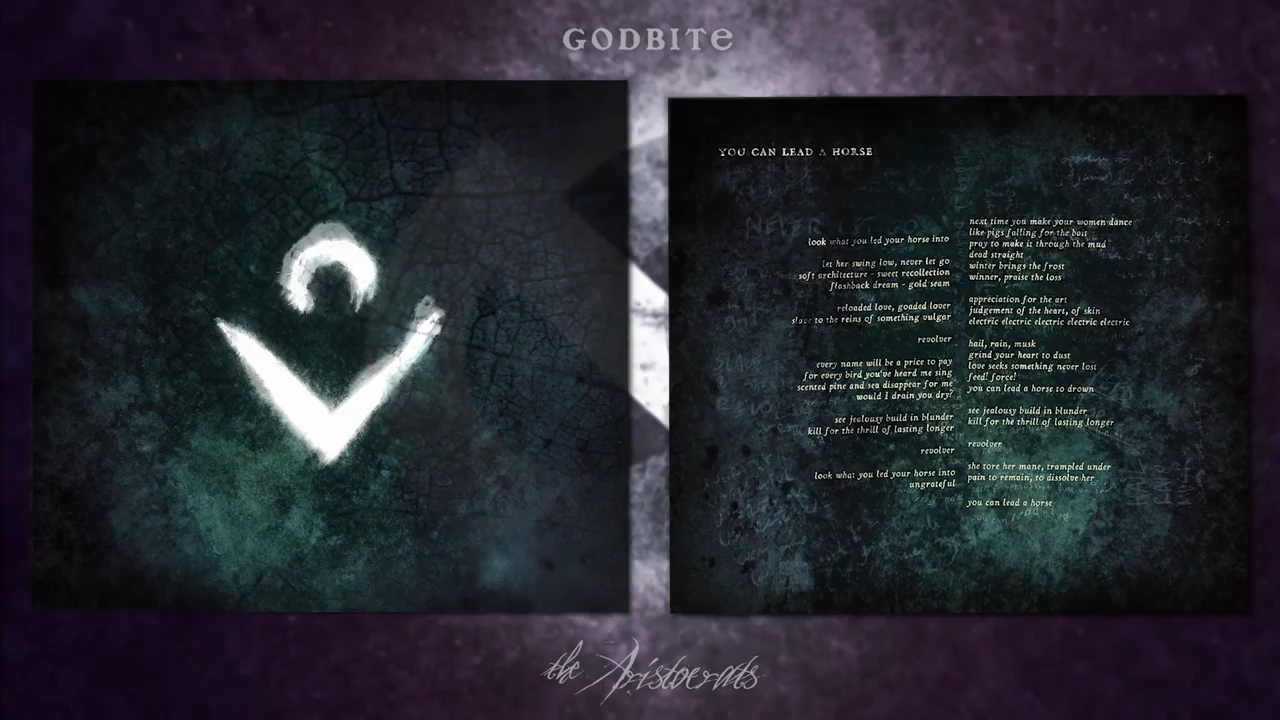 GODBITE
YOU CAN LEAD A HORSE
NEVER
look what you led your horse into
let her swing low, never let go
soft architecture - sweet recollection
flashback dream - gold seam
reloaded love, goaded lover
slave to the reins of something vulgar
revolver
every name will be a price to pay
for every bird you've heard me sing
scented pine and sea disappear for me
would I drain you dry?
see jealousy build in blunder
kill for the thrill of lasting longer
revolver
look what you led your horse into
ungrateful
next time you make your women dance
like pigs falling for the bait
pray to make it through the mud
dead straight
winter brings the frost
winner, praise the loss
appreciation for the art
judgement of the heart, of skin
electric electric electric electric electric
hail, rain, musk
grind your heart to dust
love seeks something never lost
feed! force!
you can lead a horse to drown
see jealousy build in blunder
kill for the thrill of lasting longer
revolver
she tore her mane, trampled under
pain to remain, to dissolve her
you can lead a horse
the Aristocrats